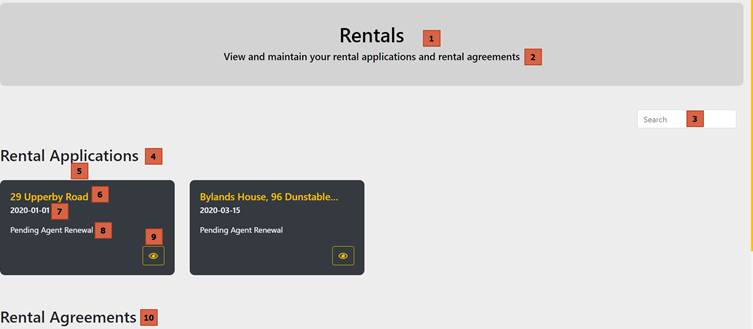 Rentals 1
View and maintain your rental applications and rental agreements 2
Search 3
Rental Applications 4
5
29 Upperby Road 6
2020-01-01 7
Pending Agent Renewal 8
9
Bylands House, 96 Dunstable...
2020-03-15
Pending Agent Renewal
Rental Agreements 10